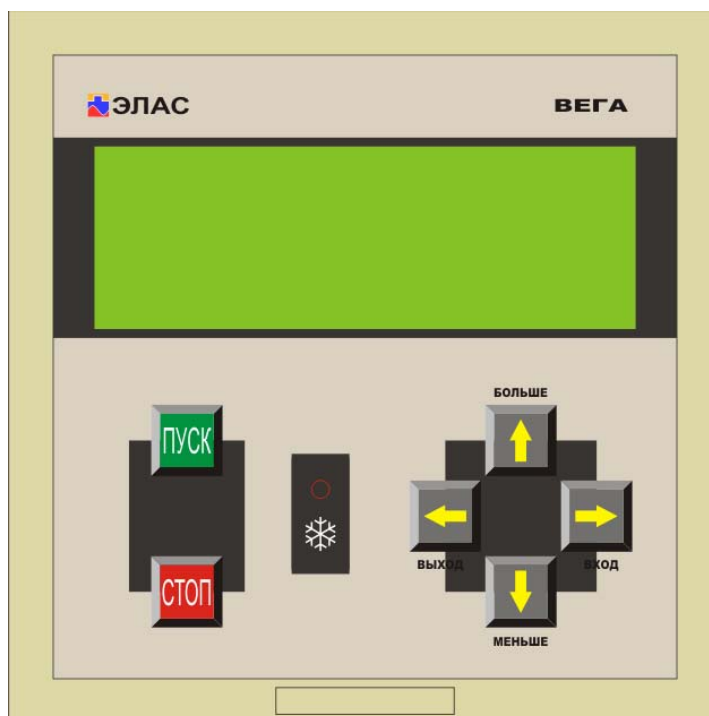 ЭЛАС
ВЕГА
БОЛЬШЕ
ПУСК
ВЫХОД
ВХОД
СТОП
МЕНЬШЕ